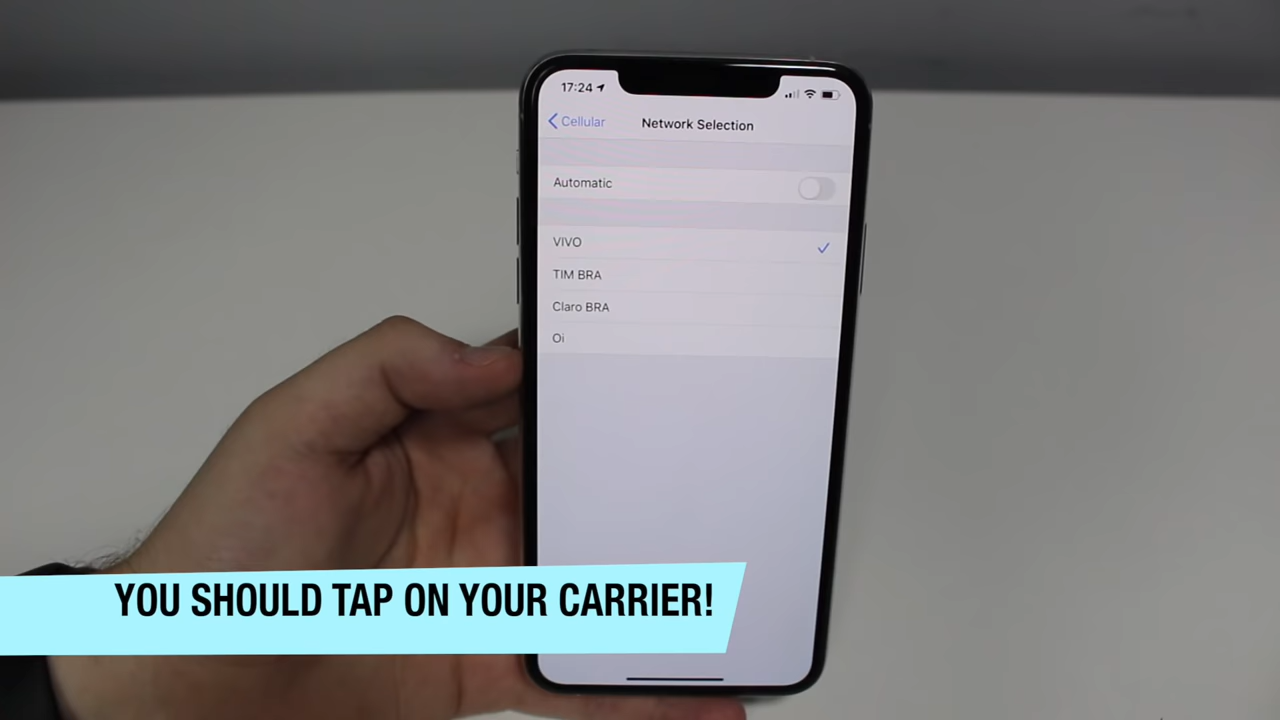 17:24
Cellular
Network Selection
Automatic
VIVO
TIM BRA
Claro BRA
Oi
YOU SHOULD TAP ON YOUR CARRIER!